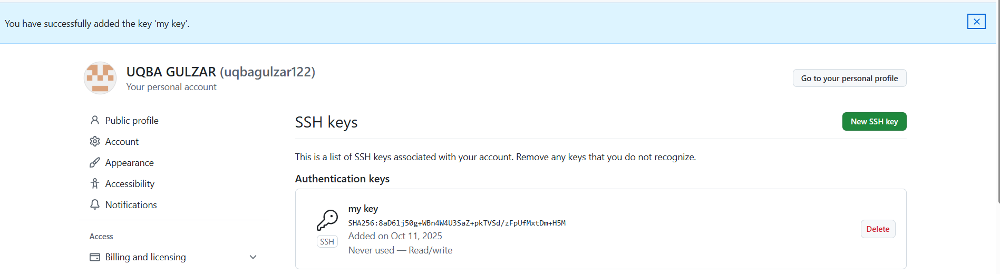 You have successfully added the key 'my key'.
UQBA GULZAR (uqbagulzar122)
Your personal account
Go to your personal profile
Public profile
Account
Appearance
Accessibility
Notifications
Access
Billing and licensing
SSH keys
New SSH key
This is a list of SSH keys associated with your account. Remove any keys that you do not recognize.
Authentication keys
my key
SHA256:8aD6lj50g+WBn4W4U3SaZ+pkTVSd/zFpUfMxtDm+H5M
Added on Oct 11, 2025
Never used — Read/write
SSH
Delete